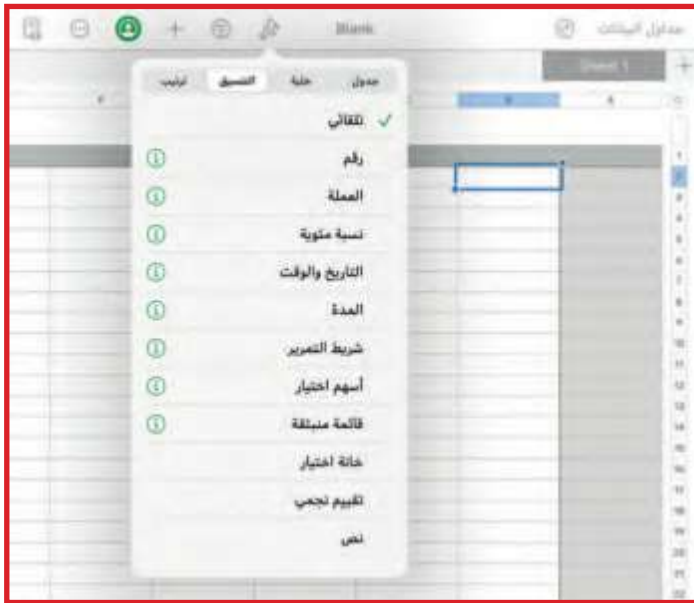 جداول البيانات Blank
Sheet 1
جدول خلية التنسيق ترتيب
تلقائي
رقم
العملة
نسبة مئوية
التاريخ والوقت
المدة
شريط التمرير
أسهم اختيار
قائمة منبثقة
خانة اختيار
تقييم نجمي
نص